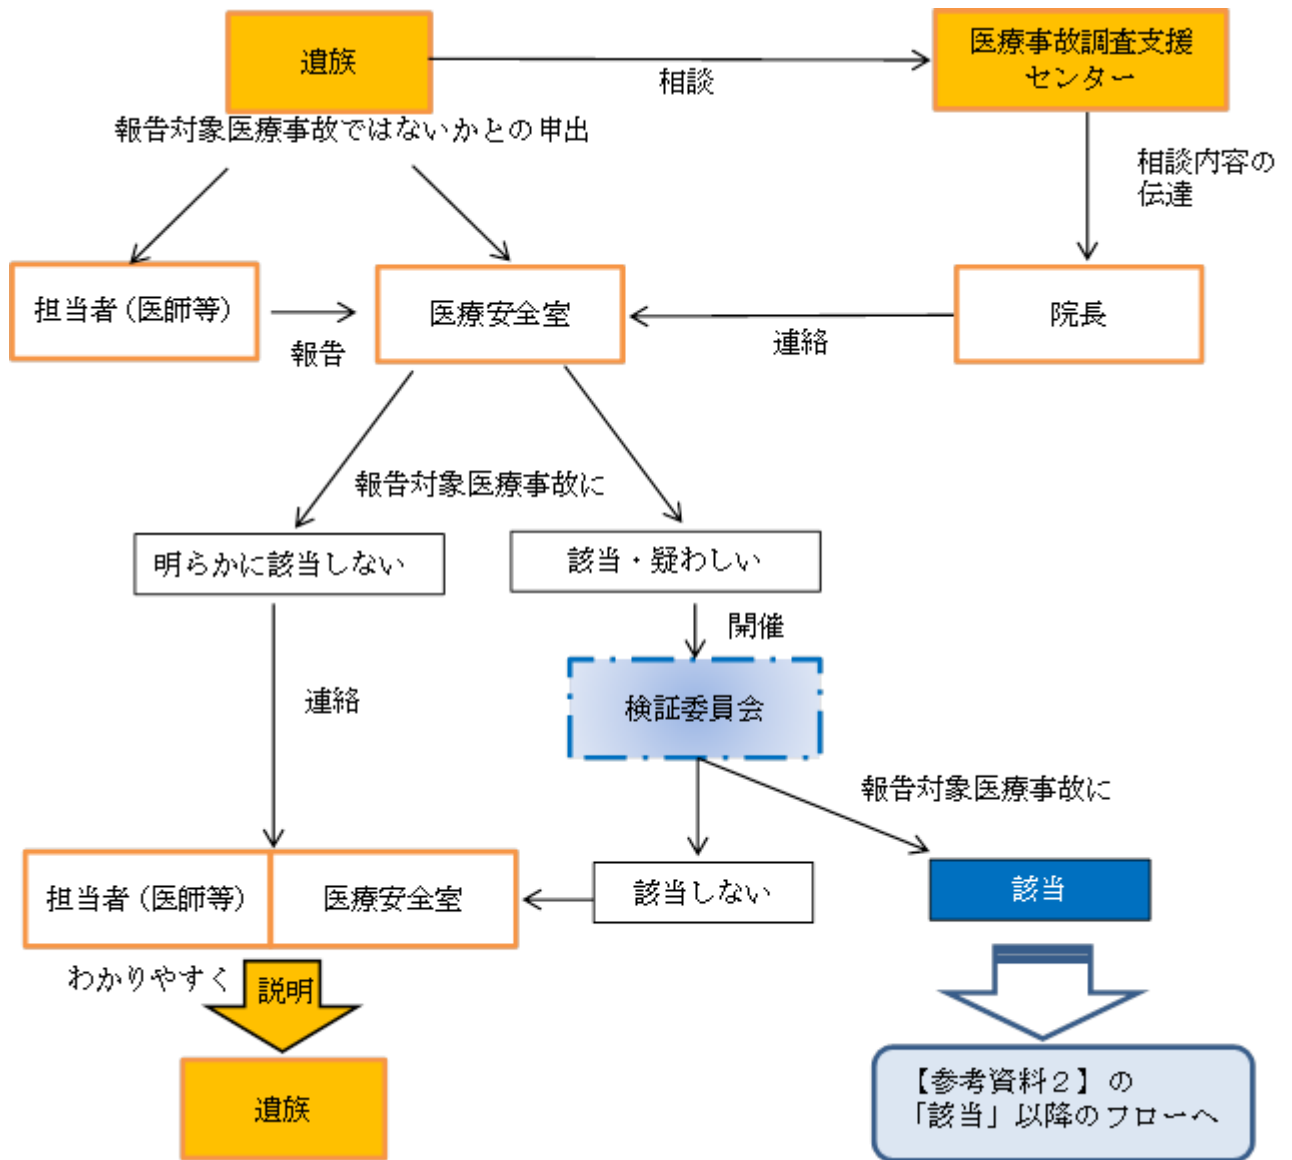 遺族
医療事故調査支援
センター
相談
報告対象医療事故ではないかとの申出
相談内容の
伝達
担当者（医師等）
報告
医療安全室
連絡
院長
報告対象医療事故に
明らかに該当しない
該当・疑わしい
開催
連絡
検証委員会
報告対象医療事故に
担当者（医師等）
医療安全室
該当しない
該当
わかりやすく
説明
遺族
【参考資料２】の
「該当」以降のフローへ